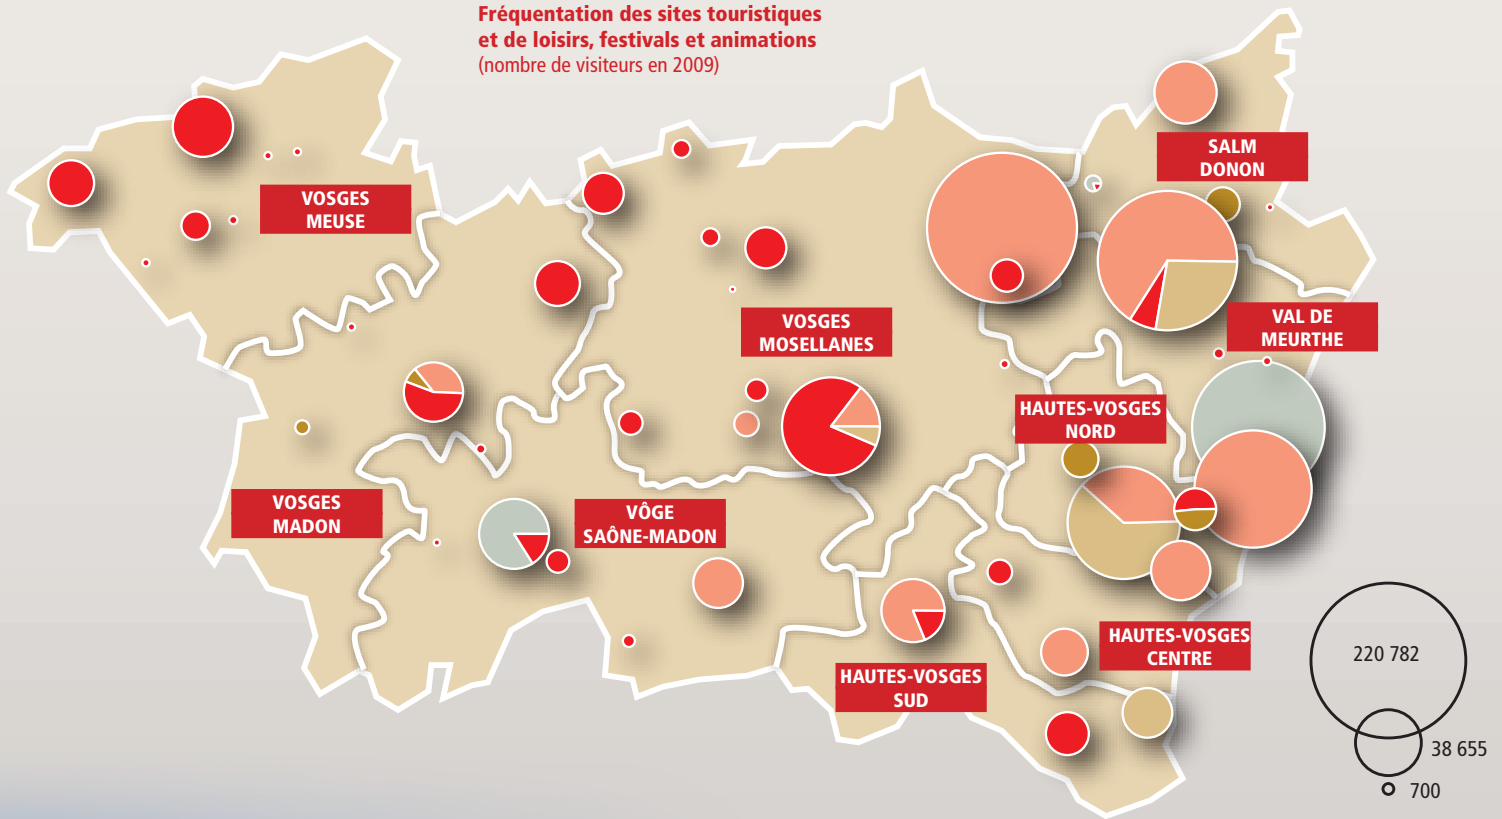 Fréquentation des sites touristiques
et de loisirs, festivals et animations
(nombre de visiteurs en 2009)
SALM
DONON
VOSGES
MEUSE
VOSGES
MOSELLANES
VAL DE
MEURTHE
HAUTES-VOSGES
NORD
VOSGES
MADON
VÔGE
SAÔNE-MADON
HAUTES-VOSGES
CENTRE
HAUTES-VOSGES
SUD
220 782
38 655
700